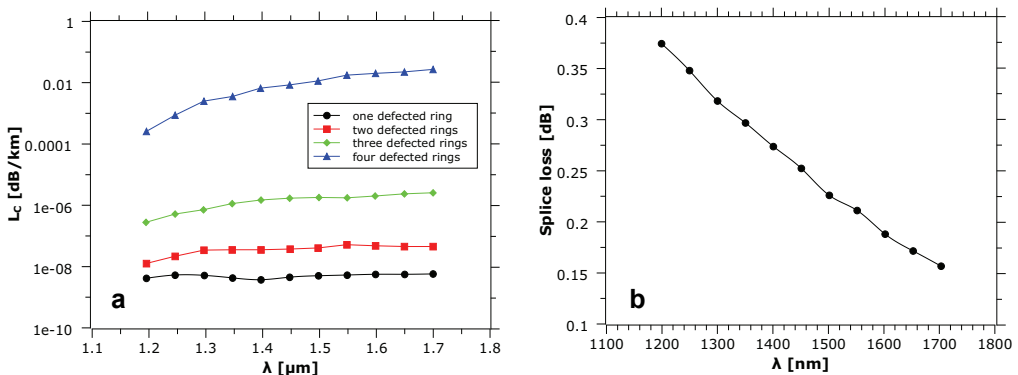 1
0.01
0.0001
1e-06
1e-08
1e-10
L_C [dB/km]
one defected ring
two defected rings
three defected rings
four defected rings
a
1.1 1.2 1.3 1.4 1.5 1.6 1.7 1.8
λ [μm]
0.4
0.35
0.3
0.25
0.2
0.15
0.1
Splice loss [dB]
b
1100 1200 1300 1400 1500 1600 1700 1800
λ [nm]